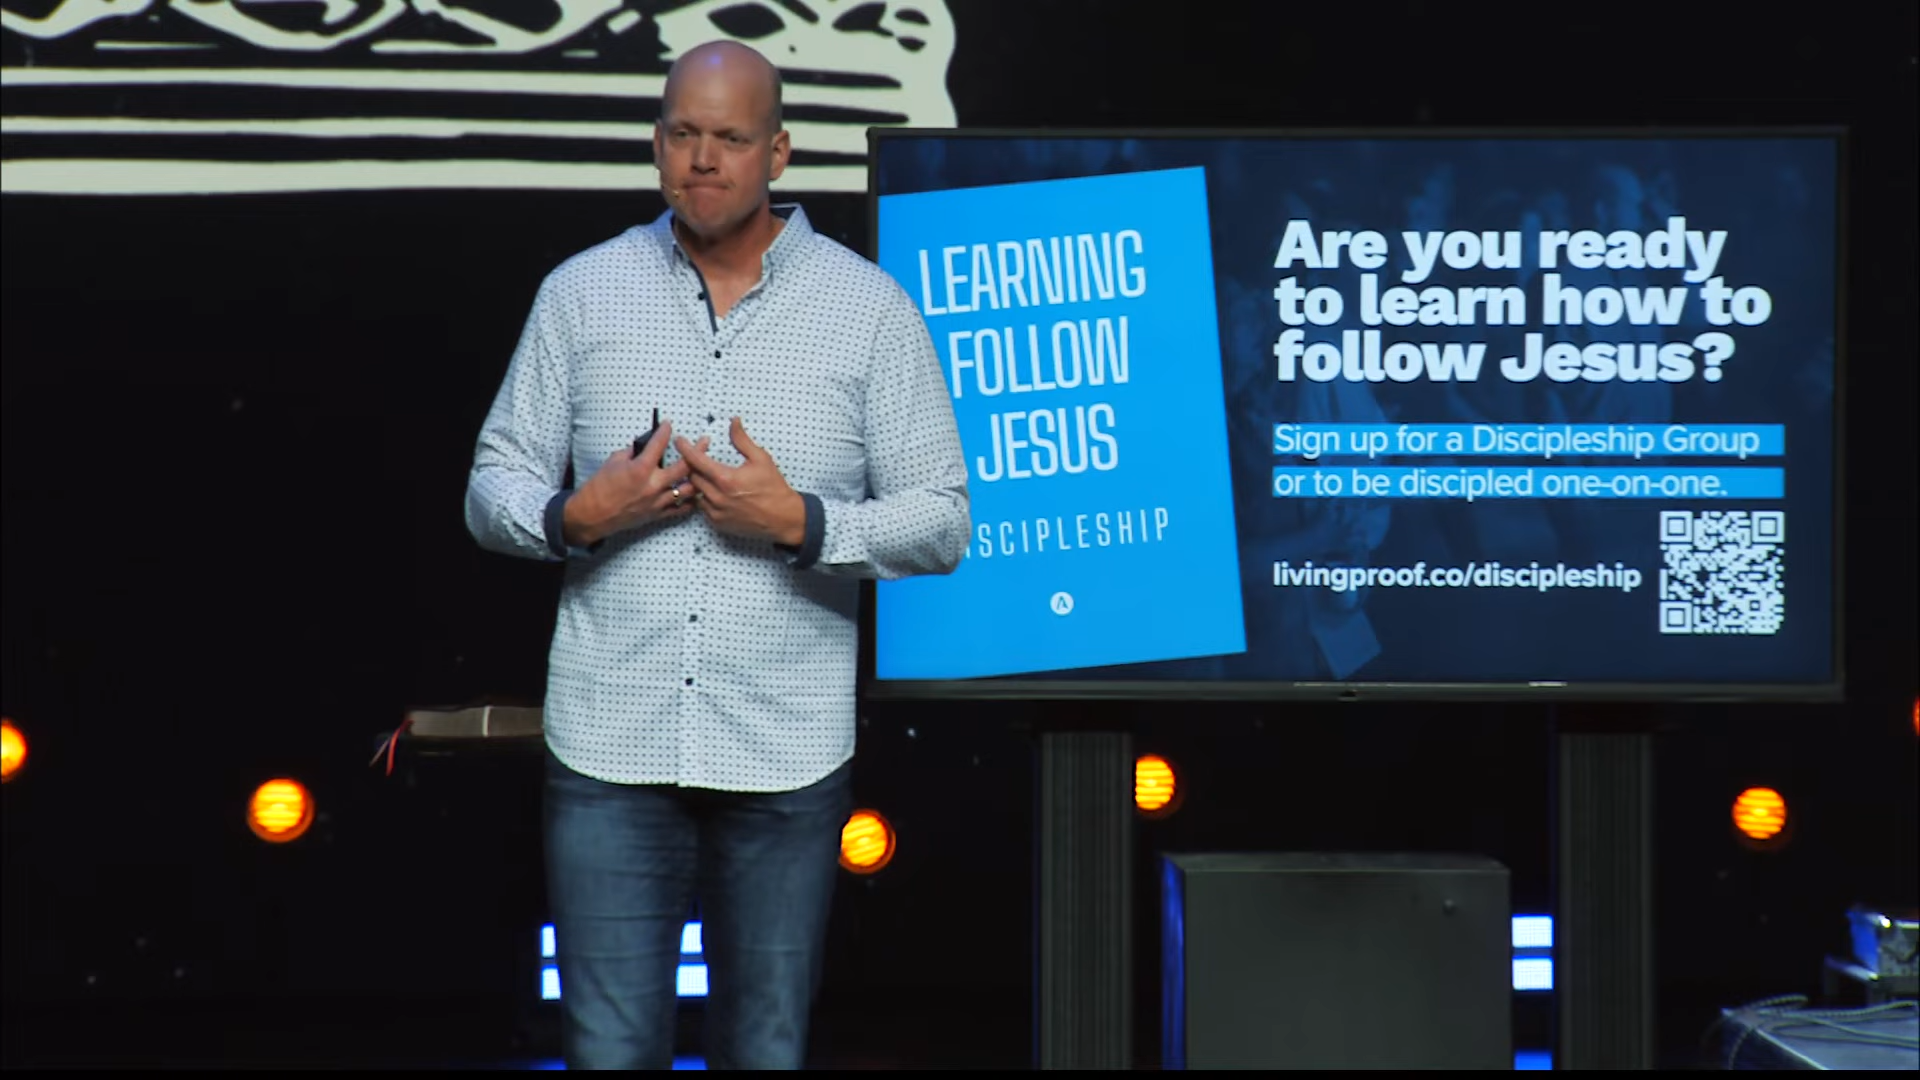 LEARNING
FOLLOW
JESUS
Are you ready
to learn how to
follow Jesus?
Sign up for a Discipleship Group
or to be discipled one-on-one.
livingproof.co/discipleship